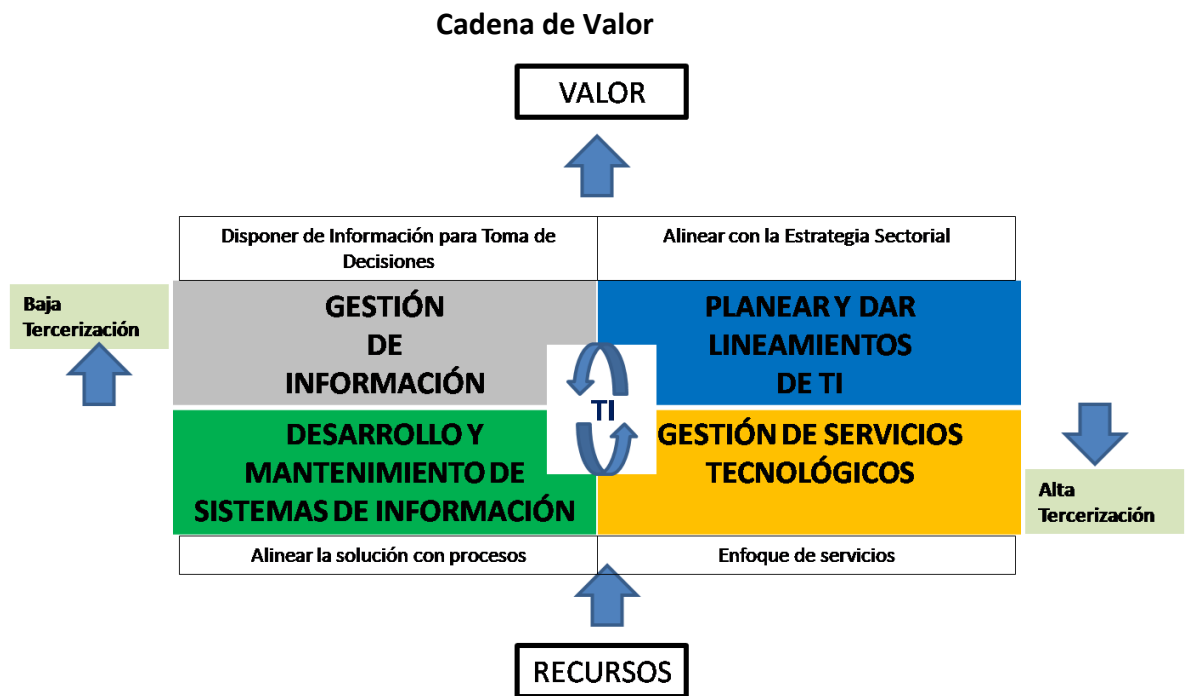 Cadena de Valor
VALOR
Disponer de Información para Toma de
Decisiones
Alinear con la Estrategia Sectorial
Baja
Tercerización
GESTIÓN
DE
INFORMACIÓN
PLANEAR Y DAR
LINEAMIENTOS
DE TI
TI
DESARROLLO Y
MANTENIMIENTO DE
SISTEMAS DE INFORMACIÓN
GESTIÓN DE SERVICIOS
TECNOLÓGICOS
Alta
Tercerización
Alinear la solución con procesos
Enfoque de servicios
RECURSOS